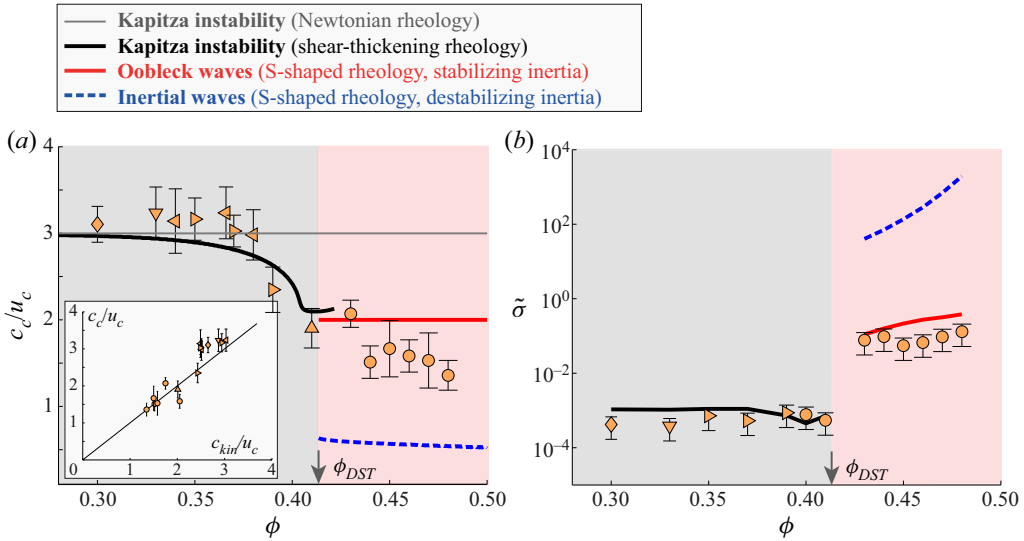 Kapitza instability (Newtonian rheology)
Kapitza instability (shear-thickening rheology)
Oobleck waves (S-shaped rheology, stabilizing inertia)
Inertial waves (S-shaped rheology, destabilizing inertia)
(a)
4
3
2
1
c_c/u_c
c_c/u_c
4
3
2
1
0
1
2
3
4
c_kin/u_c
ϕ_DST
0.30
0.35
0.40
0.45
0.50
ϕ
(b)
10^4
10^2
10^0
10^−2
10^−4
σ̃
ϕ_DST
0.30
0.35
0.40
0.45
0.50
ϕ